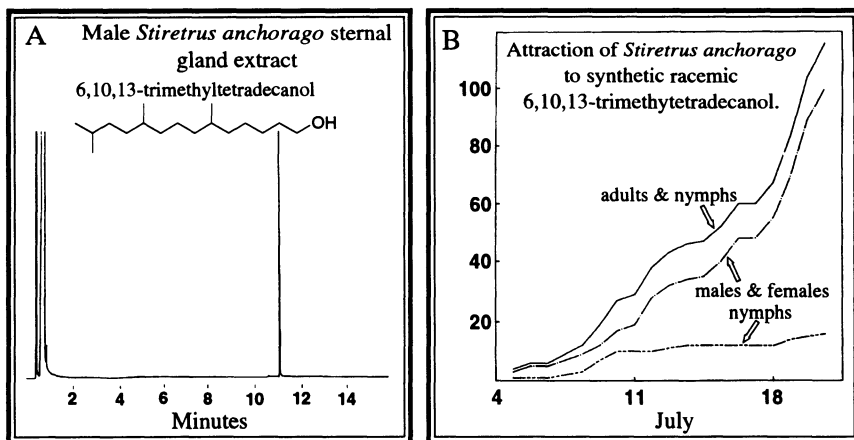 A
Male Stiretrus anchorago sternal
gland extract
6,10,13-trimethyltetradecanol
OH
2 4 6 8 10 12 14
Minutes
B
Attraction of Stiretrus anchorago
to synthetic racemic
6,10,13-trimethytetradecanol.
100
80
60
40
20
adults & nymphs
males & females
nymphs
4 11 18
July